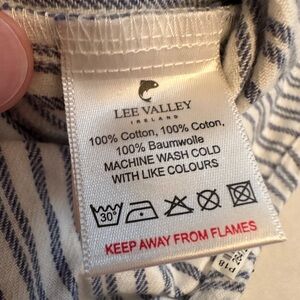 LEE VALLEY
IRELAND
100% Cotton, 100% Coton,
100% Baumwolle
MACHINE WASH COLD
WITH LIKE COLOURS
30°
KEEP AWAY FROM FLAMES